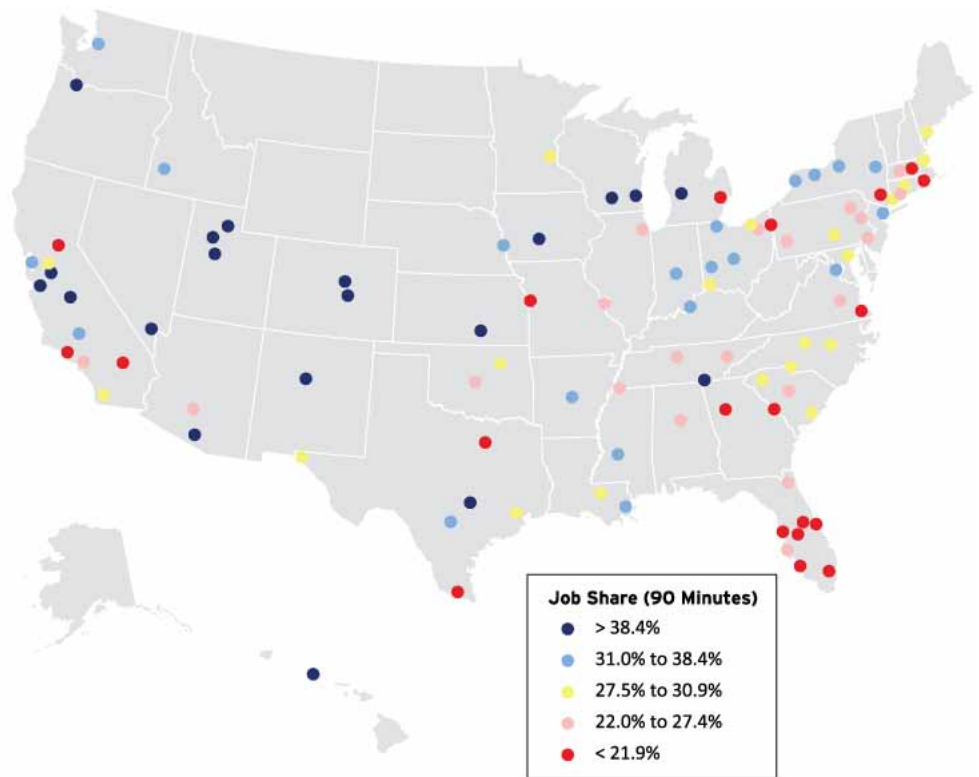 Job Share (90 Minutes)
> 38.4%
31.0% to 38.4%
27.5% to 30.9%
22.0% to 27.4%
< 21.9%